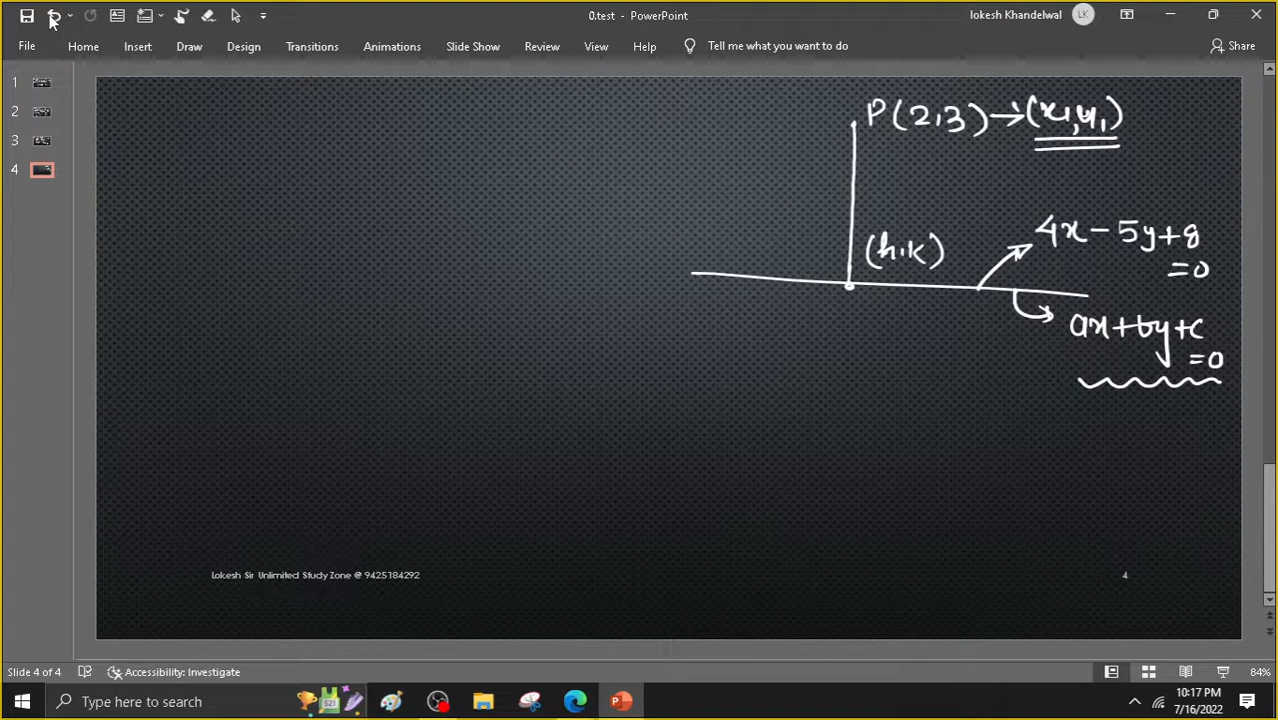 0.test - PowerPoint
lokesh Khandelwal
LK
File Home Insert Draw Design Transitions Animations Slide Show Review View Help Tell me what you want to do Share
1
2
3
4
P(2,3)→(x₁,y₁)
(h,k)
4x-5y+8
=0
ax+by+c
=0
Lokesh Sir Unlimited Study Zone @ 9425184292
4
Slide 4 of 4
Accessibility: Investigate
84%
Type here to search
521
10:17 PM
7/16/2022